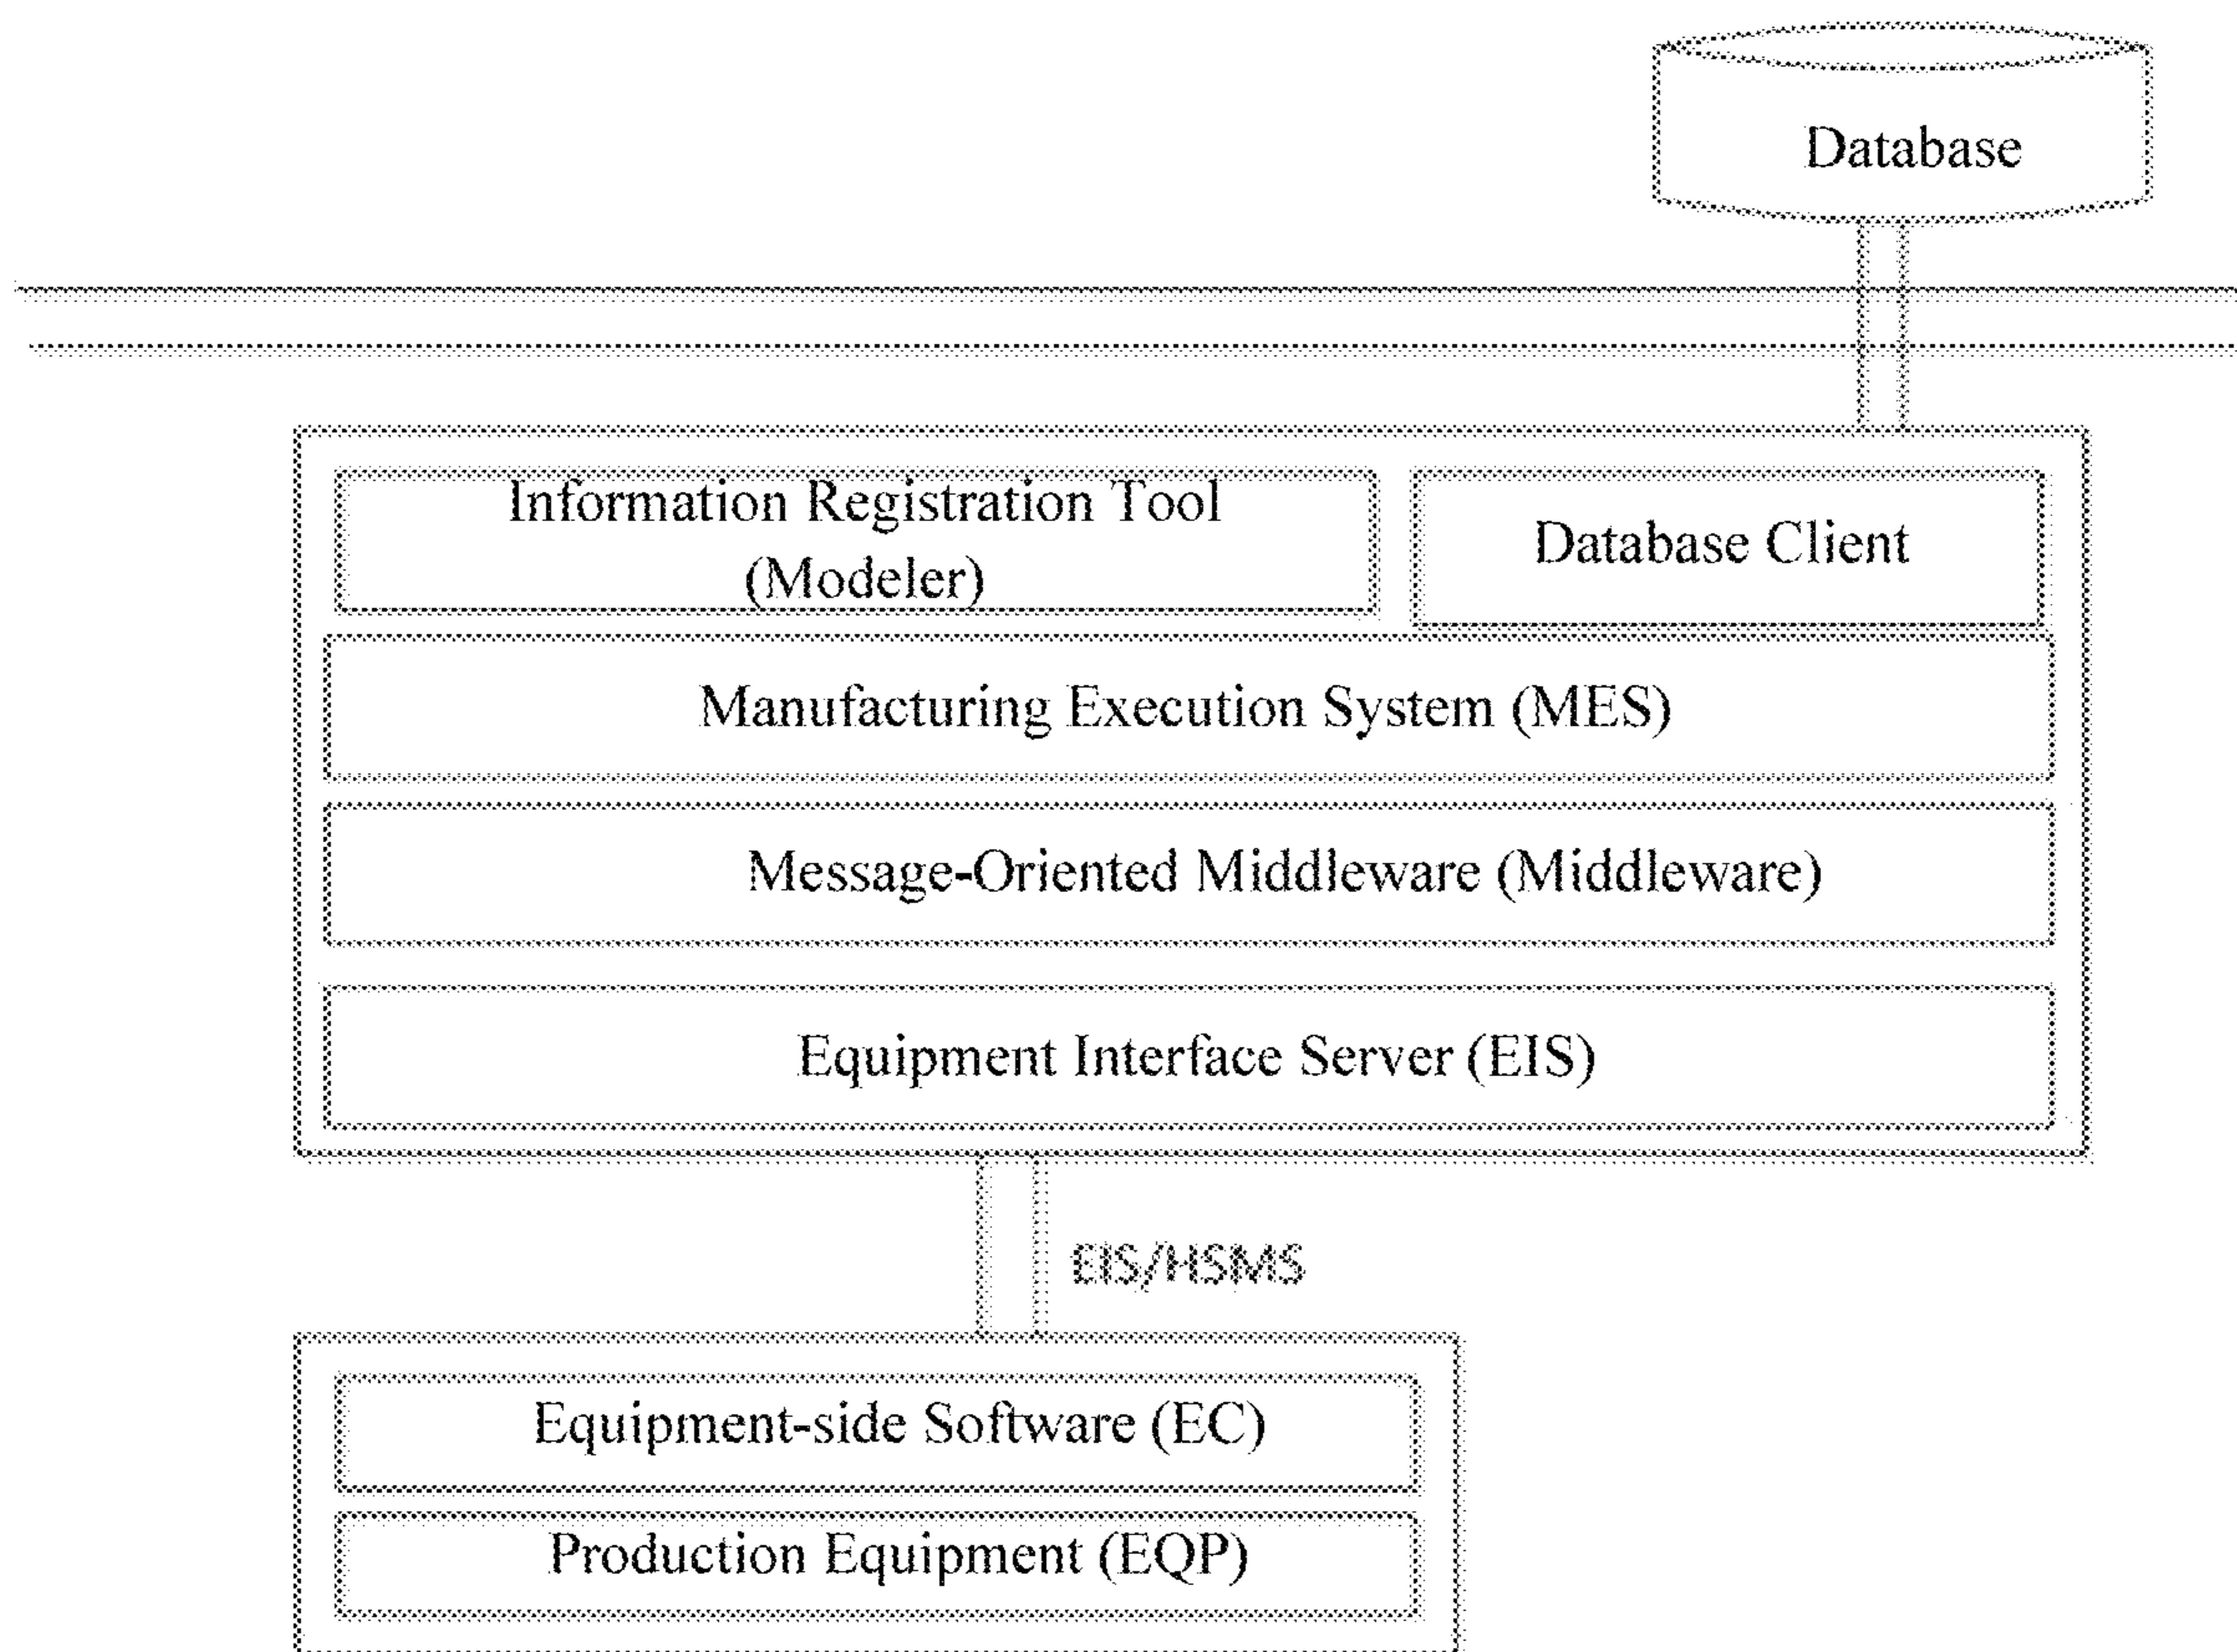 Database
Information Registration Tool
(Modeler)
Database Client
Manufacturing Execution System (MES)
Message-Oriented Middleware (Middleware)
Equipment Interface Server (EIS)
EIS/HSMS
Equipment-side Software (EC)
Production Equipment (EQP)